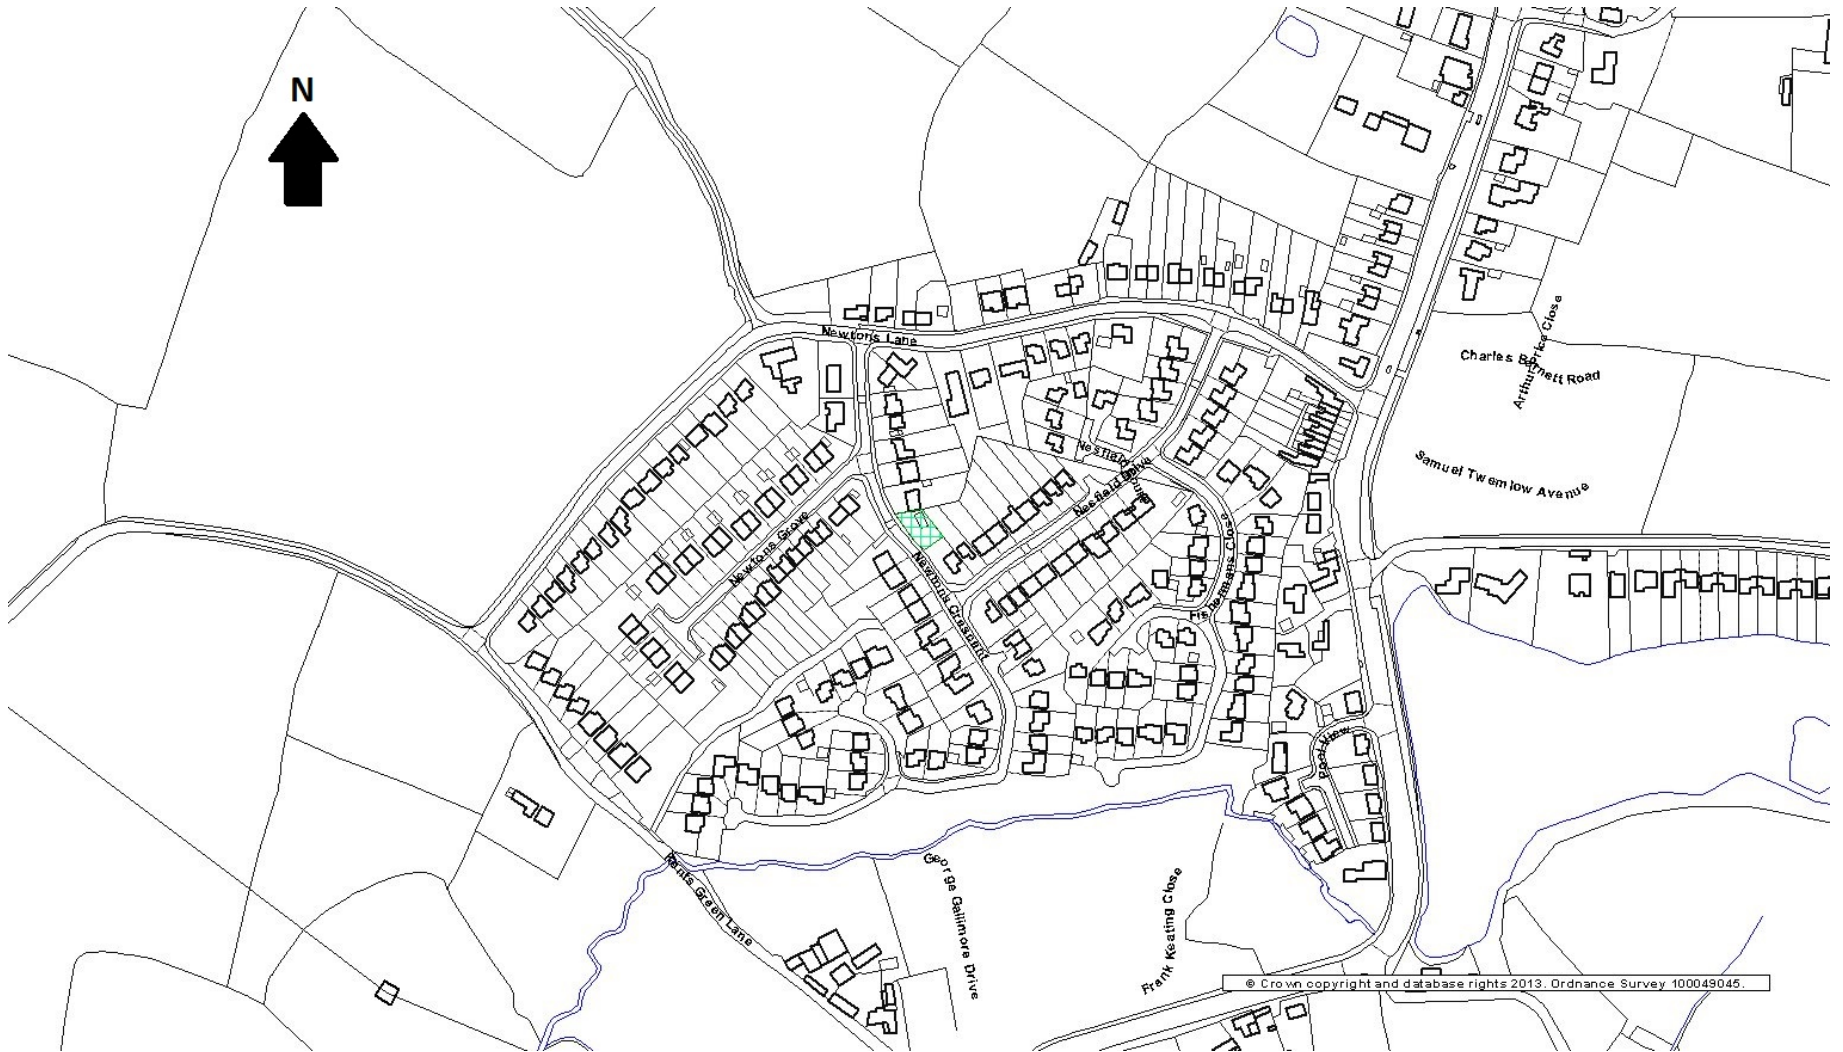 N
Newtons Lane
Arthur Price Close
Charles Barnett Road
Nesfield Drive
Samuel Twemlow Avenue
Newtons Grove
Newtons Crescent
Fishermans Close
Pool View
Rents Green Lane
George Gallimore Drive
Frank Keating Close
© Crown copyright and database rights 2013. Ordnance Survey 100049045.